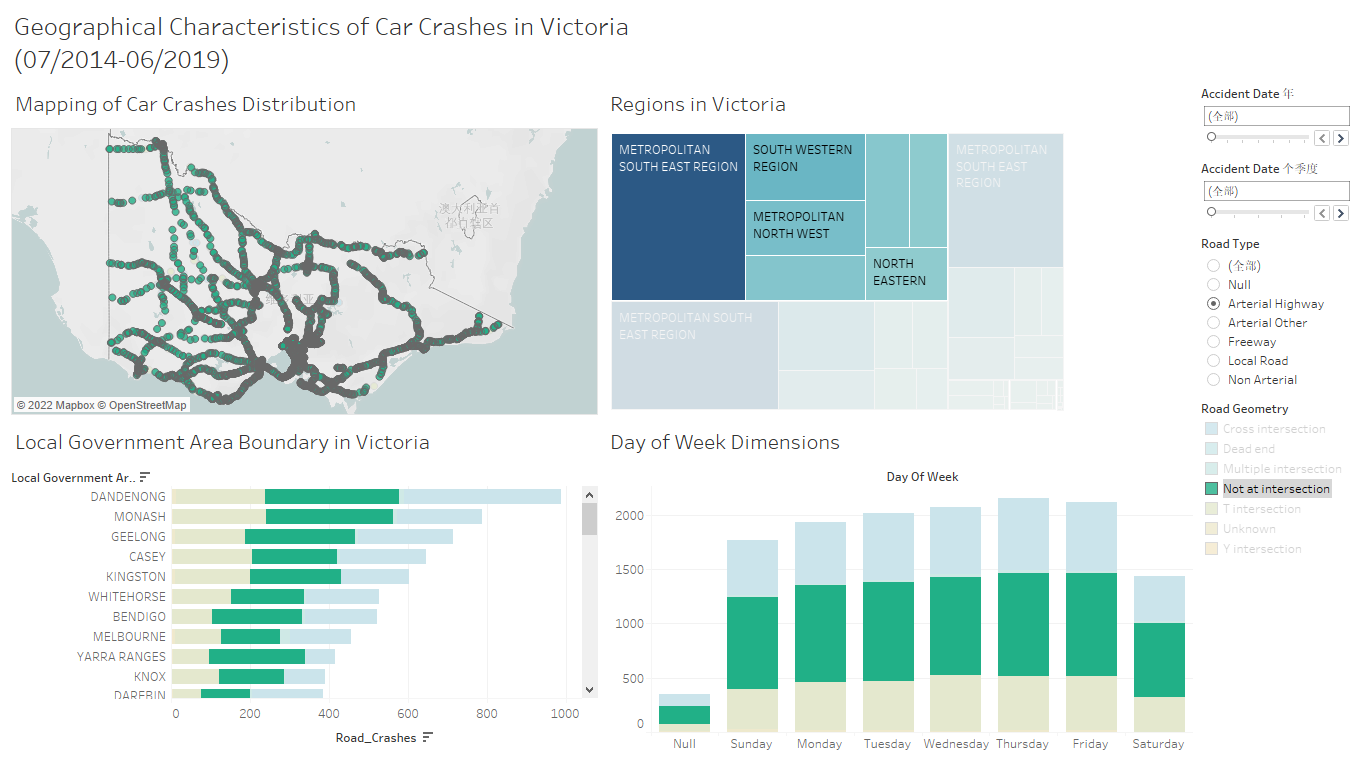 Geographical Characteristics of Car Crashes in Victoria
(07/2014-06/2019)
Mapping of Car Crashes Distribution
澳大利亚首
都辖区
© 2022 Mapbox © OpenStreetMap
Regions in Victoria
METROPOLITAN
SOUTH EAST REGION
SOUTH WESTERN
REGION
METROPOLITAN
NORTH WEST
NORTH
EASTERN
METROPOLITAN
SOUTH EAST
REGION
METROPOLITAN SOUTH
EAST REGION
Accident Date 年
(全部)
Accident Date 个季度
(全部)
Road Type
(全部)
Null
Arterial Highway
Arterial Other
Freeway
Local Road
Non Arterial
Road Geometry
Cross intersection
Dead end
Multiple intersection
Not at intersection
T intersection
Unknown
Y intersection
Local Government Area Boundary in Victoria
Local Government Ar..
DANDENONG
MONASH
GEELONG
CASEY
KINGSTON
WHITEHORSE
BENDIGO
MELBOURNE
YARRA RANGES
KNOX
DAREBIN
0 200 400 600 800 1000
Road_Crashes
Day of Week Dimensions
Day Of Week
2000
1500
1000
500
0
Null Sunday Monday Tuesday Wednesday Thursday Friday Saturday